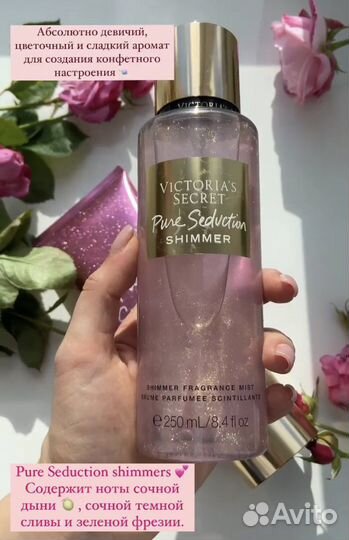 Абсолютно девичий,
цветочный и сладкий аромат
для создания конфетного
настроения 🍬
VICTORIA'S
VICTORIA'S
SECRET
Pure Seduction
SHIMMER
SHIMMER FRAGRANCE MIST
BRUME PARFUMÉE SCINTILLANTE
℮ 250 mL/8.4 fl oz
Pure Seduction shimmers 💕
Содержит ноты сочной
дыни 🍈, сочной темной
сливы и зеленой фрезии.
Avito